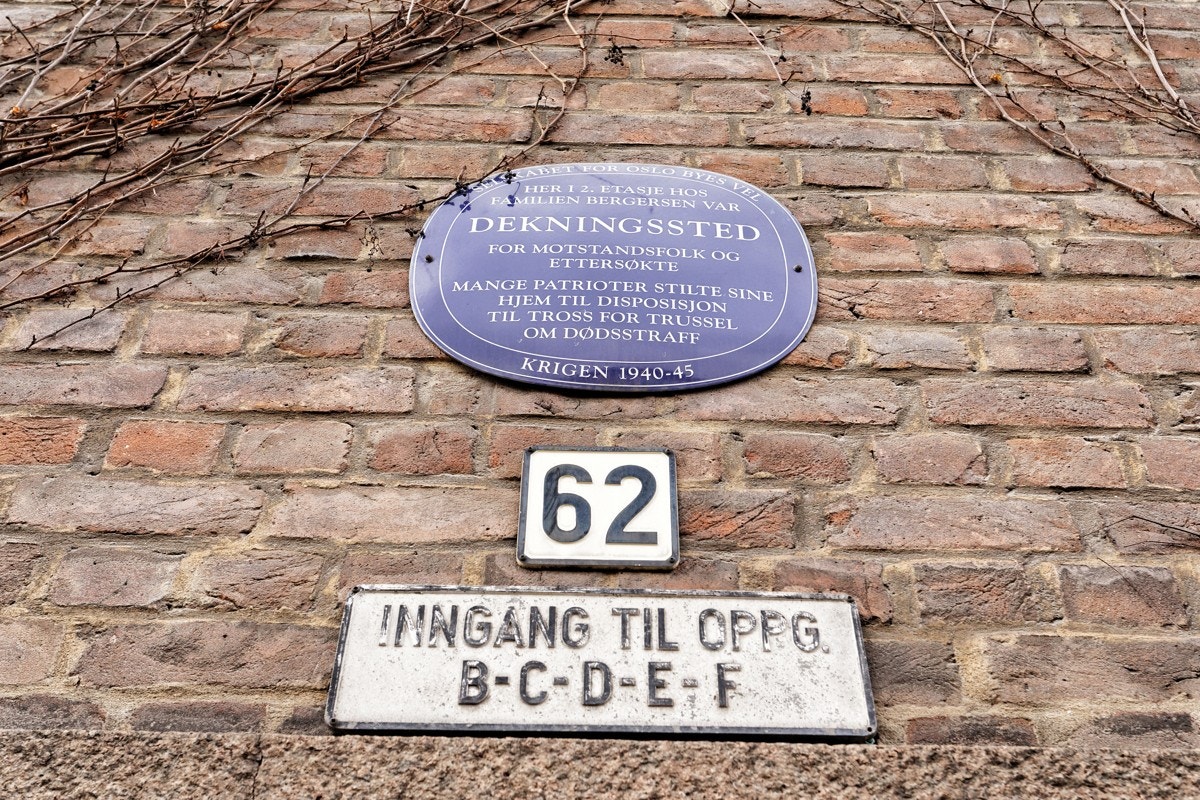 SELSKABET FOR OSLO BYES VEL
HER I 2. ETASJE HOS
FAMILIEN BERGERSEN VAR
DEKNINGSSTED
FOR MOTSTANDSFOLK OG
ETTERSØKTE
MANGE PATRIOTER STILTE SINE
HJEM TIL DISPOSISJON
TIL TROSS FOR TRUSSEL
OM DØDSSTRAFF
KRIGEN 1940-45
62
INNGANG TIL OPPG.
B-C-D-E-F